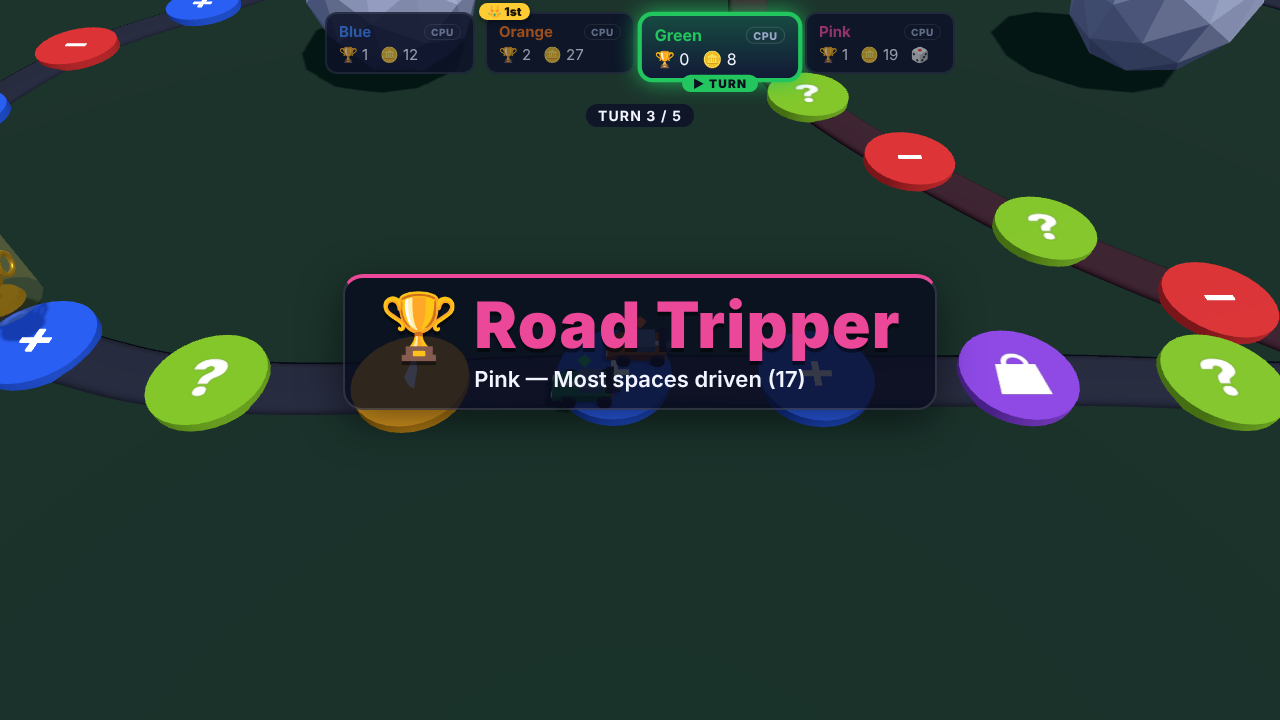 1st
Blue CPU
1 12
Orange CPU
2 27
Green CPU
0 8
Pink CPU
1 19
TURN
TURN 3 / 5
?
?
?
?
Road Tripper
Pink — Most spaces driven (17)